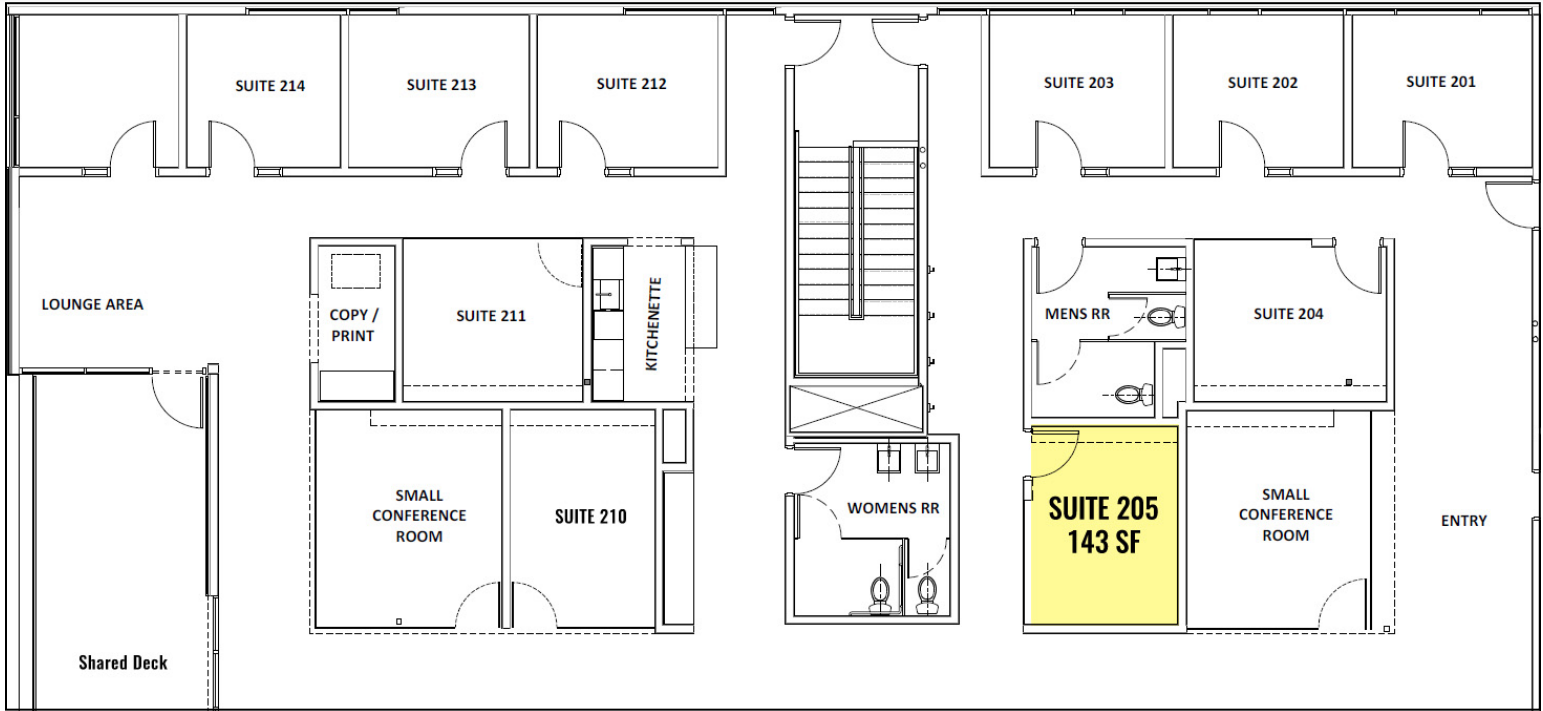 SUITE 214
SUITE 213
SUITE 212
SUITE 203
SUITE 202
SUITE 201
LOUNGE AREA
COPY /
PRINT
SUITE 211
KITCHENETTE
MENS RR
SUITE 204
SMALL
CONFERENCE
ROOM
SUITE 210
WOMENS RR
SUITE 205
143 SF
SMALL
CONFERENCE
ROOM
ENTRY
Shared Deck